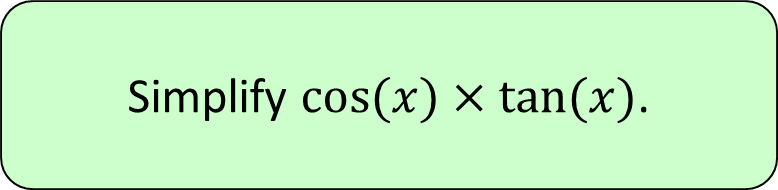 Simplify cos(𝑥) × tan(𝑥).